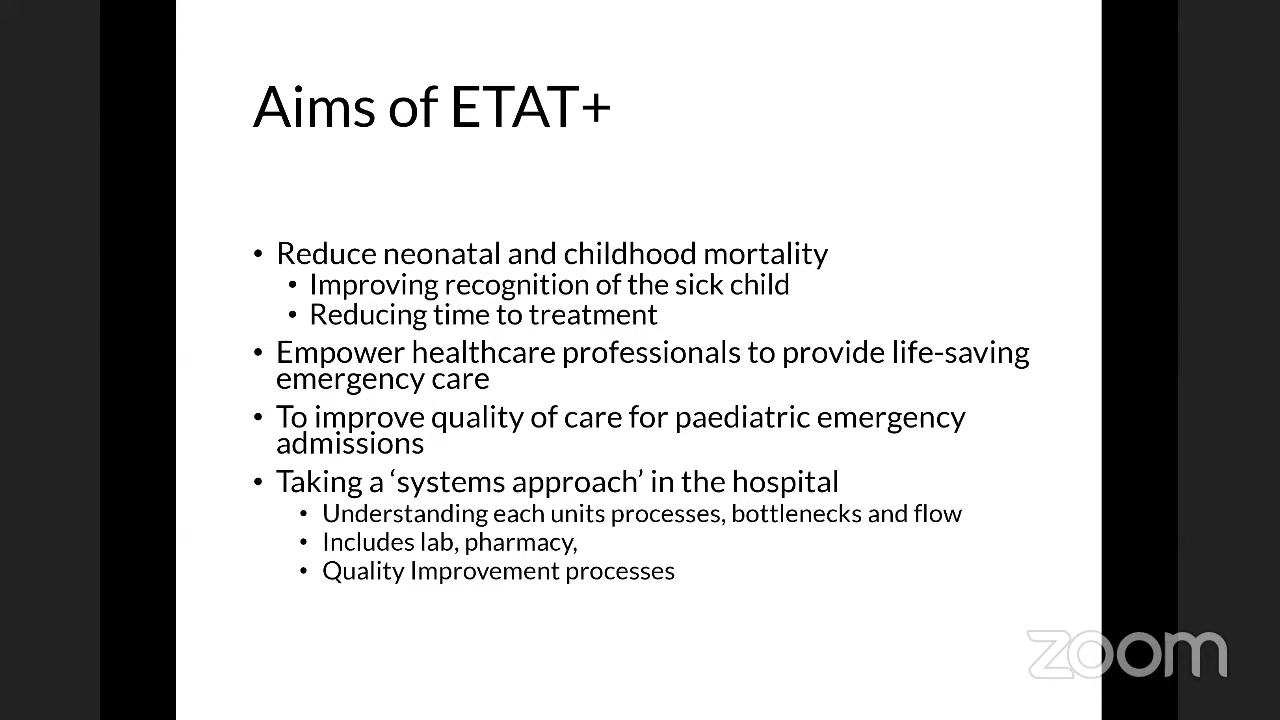 Aims of ETAT+
• Reduce neonatal and childhood mortality
• Improving recognition of the sick child
• Reducing time to treatment
• Empower healthcare professionals to provide life-saving
emergency care
• To improve quality of care for paediatric emergency
admissions
• Taking a ‘systems approach’ in the hospital
• Understanding each units processes, bottlenecks and flow
• Includes lab, pharmacy,
• Quality Improvement processes
zoom